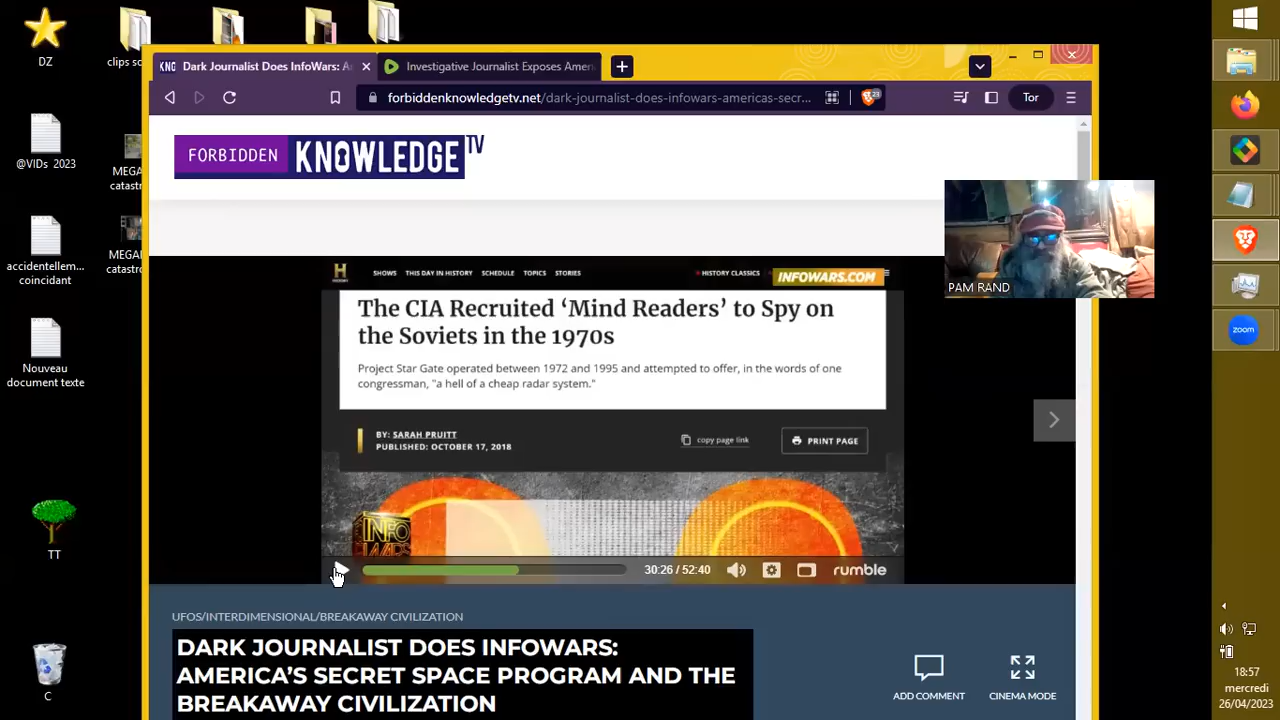 DZ
clips sc
@VIDs 2023
MEGA
catastr
accidentellem...
coincidant
MEGA
catastr
Nouveau
document texte
TT
C
KNO
Dark Journalist Does InfoWars: A
Investigative Journalist Exposes Amer
forbiddenknowledgetv.net/dark-journalist-does-infowars-americas-secr...
23
Tor
FORBIDDEN KNOWLEDGE TV
PAM RAND
H
SHOWS THIS DAY IN HISTORY SCHEDULE TOPICS STORIES
HISTORY CLASSICS
INFOWARS.COM
The CIA Recruited ‘Mind Readers’ to Spy on
the Soviets in the 1970s
Project Star Gate operated between 1972 and 1995 and attempted to offer, in the words of one
congressman, "a hell of a cheap radar system."
BY: SARAH PRUITT
PUBLISHED: OCTOBER 17, 2018
copy page link
PRINT PAGE
INFO
WARS
30:26 / 52:40
rumble
UFOS/INTERDIMENSIONAL/BREAKAWAY CIVILIZATION
DARK JOURNALIST DOES INFOWARS:
AMERICA’S SECRET SPACE PROGRAM AND THE
BREAKAWAY CIVILIZATION
ADD COMMENT
CINEMA MODE
zoom
18:57
mercredi
26/04/2023